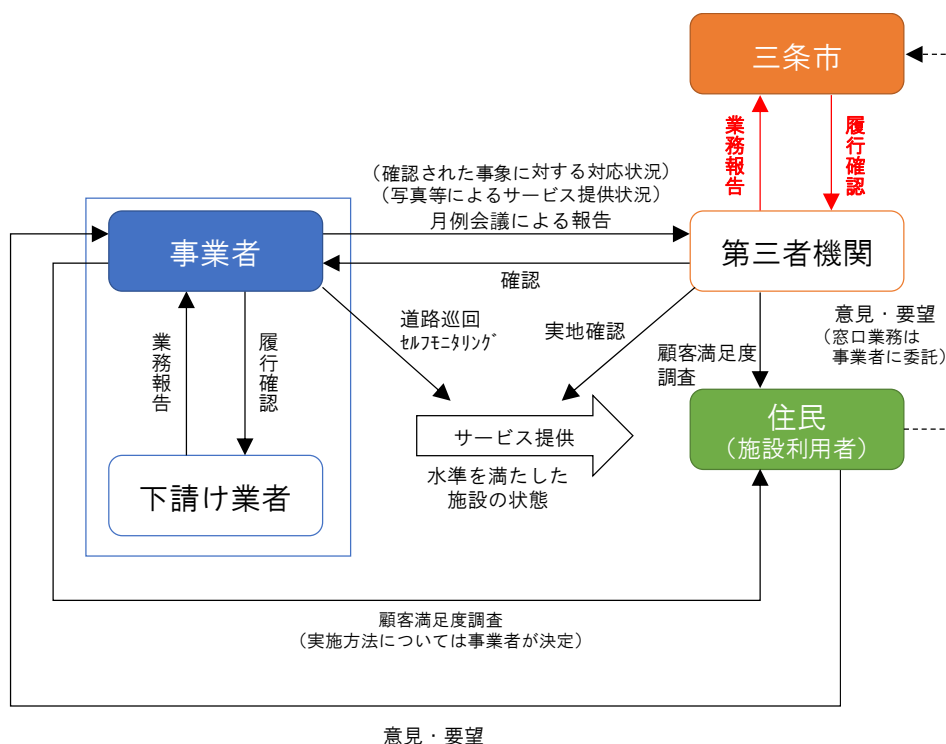 三条市
業務報告
履行確認
（確認された事象に対する対応状況）
（写真等によるサービス提供状況）
月例会議による報告
事業者
第三者機関
確認
道路巡回
ｾﾙﾌﾓﾆﾀﾘﾝｸﾞ
実地確認
意見・要望
（窓口業務は
事業者に委託）
顧客満足度
調査
業務報告
履行確認
サービス提供
住民
（施設利用者）
水準を満たした
施設の状態
下請け業者
顧客満足度調査
（実施方法については事業者が決定）
意見・要望